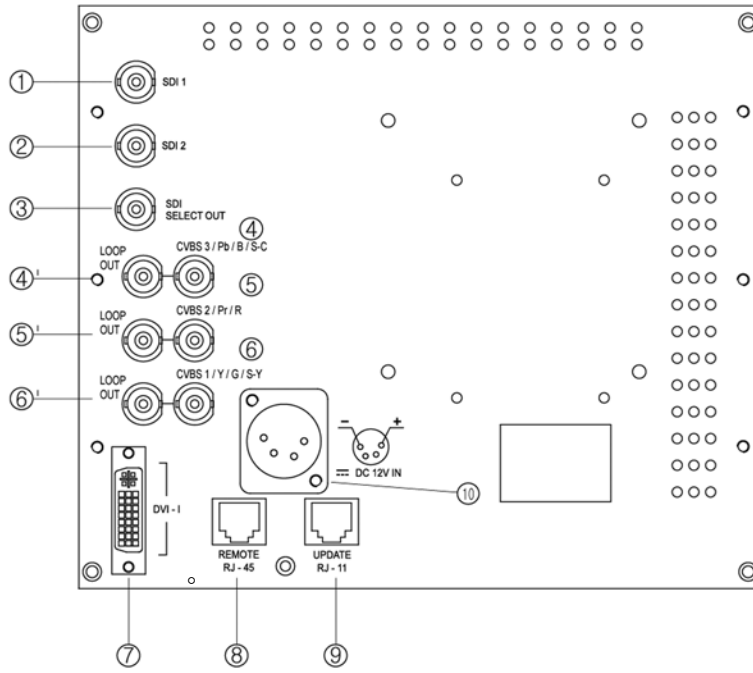 ① SDI 1
② SDI 2
③ SDI
SELECT OUT
④
LOOP
OUT
CVBS 3 / Pb / B / S-C
④'
⑤
LOOP
OUT
CVBS 2 / Pr / R
⑤'
⑥
LOOP
OUT
CVBS 1 / Y / G / S-Y
⑥'
− +
DC 12V IN
DVI - I
⑩
REMOTE
RJ - 45
UPDATE
RJ - 11
⑦ ⑧ ⑨